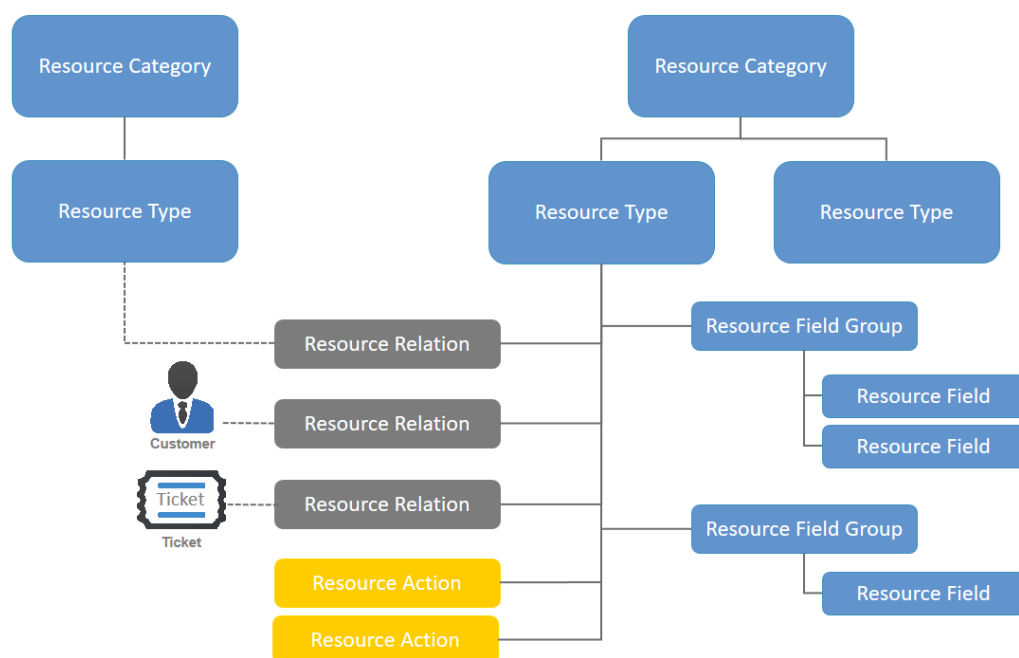 Resource Category
Resource Category
Resource Type
Resource Type
Resource Type
Resource Relation
Resource Field Group
Resource Field
Customer
Resource Relation
Resource Field
Ticket
Ticket
Resource Relation
Resource Field Group
Resource Action
Resource Field
Resource Action